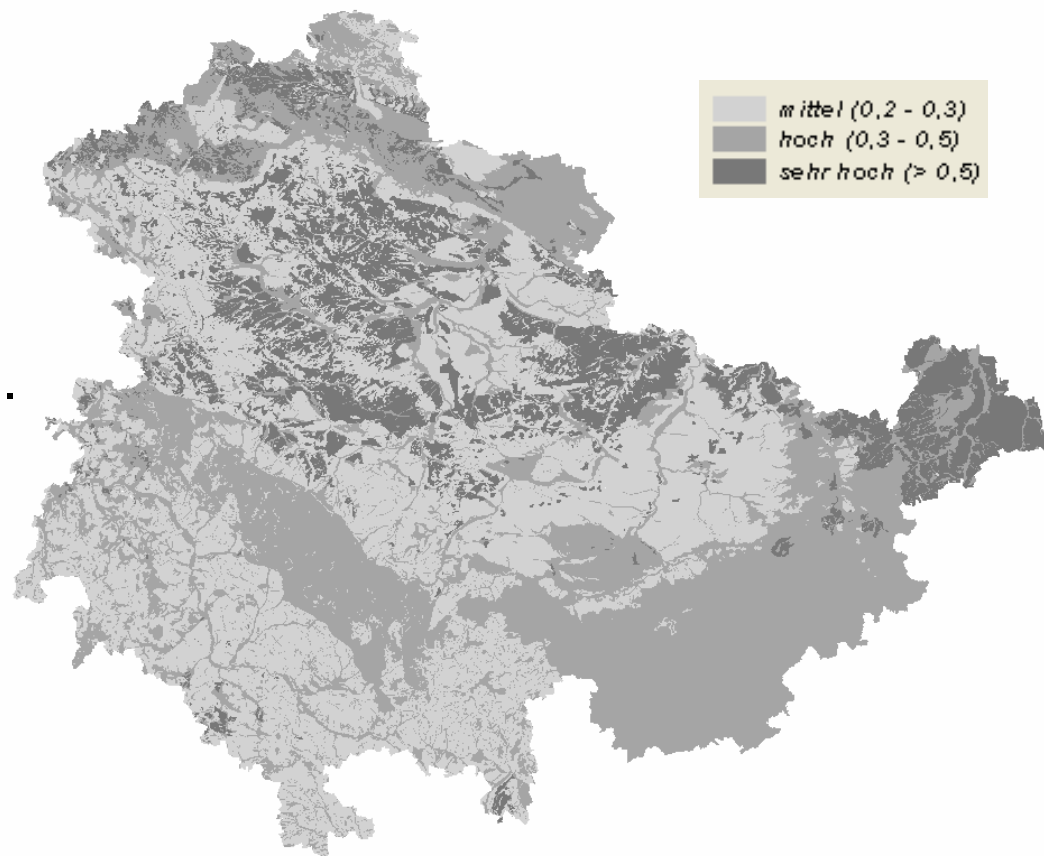 mittel (0,2 - 0,3)
hoch (0,3 - 0,5)
sehr hoch (> 0,5)